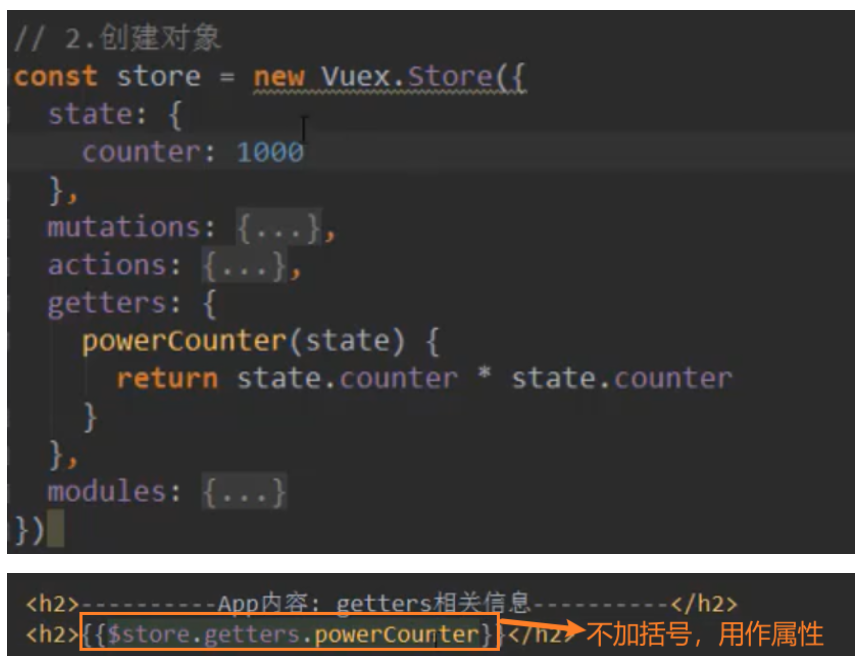 // 2.创建对象
const store = new Vuex.Store({
state: {
counter: 1000
},
mutations: {...},
actions: {...},
getters: {
powerCounter(state) {
return state.counter * state.counter
}
},
modules: {...}
})
<h2>----------App内容: getters相关信息----------</h2>
<h2>{{$store.getters.powerCounter}}</h2>
不加括号，用作属性